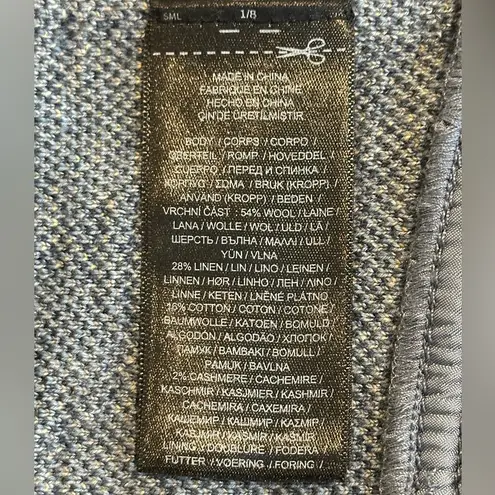 SML 1/8
MADE IN CHINA
FABRIQUÉ EN CHINE
HECHO EN CHINA
ÇİN'DE ÜRETİLMİŞTİR
BODY / CORPS / CORPO /
OBERTEIL / ROMP / HOVEDDEL /
CUERPO / ПЕРЕД И СПИНКА /
КОРПУС / ΣΩΜΑ / BRUK (KROPP) /
ANVÄND (KROPP) / BEDEN /
VRCHNÍ ČÁST : 54% WOOL / LAINE /
LANA / WOLLE / WOL / ULD / LÃ /
ШЕРСТЬ / ВЪЛНА / ΜΑΛΛΙ / ULL /
YÜN / VLNA
28% LINEN / LIN / LINO / LEINEN /
LINNEN / HØR / LINHO / ЛЕН / ΛΙΝΟ /
LINNE / KETEN / LNĚNÉ PLÁTNO
16% COTTON / COTON / COTONE /
BAUMWOLLE / KATOEN / BOMULD /
ALGODÓN / ALGODÃO / ХЛОПОК /
ПАМУК / ΒΑΜΒΑΚΙ / BOMULL /
PAMUK / BAVLNA
2% CASHMERE / CACHEMIRE /
KASCHMIR / KASJMIER / KASHMIR /
CACHEMIRA / CAXEMIRA /
КАШЕМИР / КАШМИР / ΚΑΣΜΙΡ /
KASJMIR / KAŞMİR / KAŠMÍR
LINING / DOUBLURE / FODERA
FUTTER / VOERING / FORING /